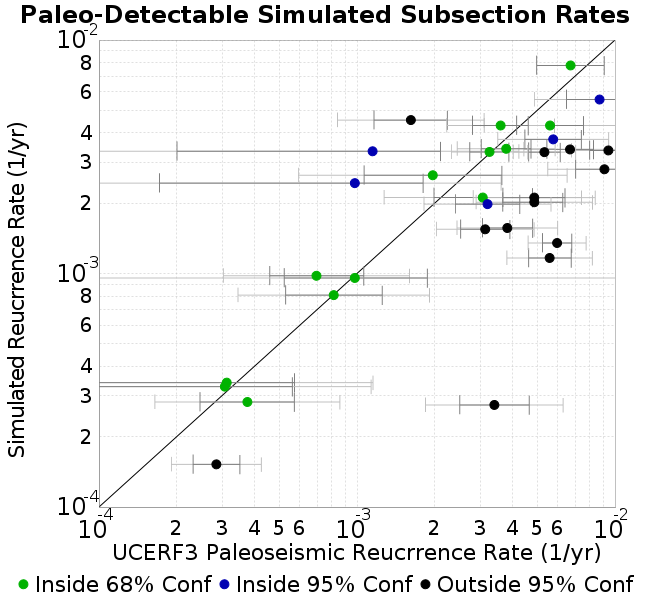 Paleo-Detectable Simulated Subsection Rates
10-2
8
6
4
3
2
10-3
8
6
4
3
2
10-4
Simulated Reucrrence Rate (1/yr)
10-4 2 3 4 5 6 10-3 2 3 4 5 6 10-2
UCERF3 Paleoseismic Reucrrence Rate (1/yr)
Inside 68% Conf Inside 95% Conf Outside 95% Conf